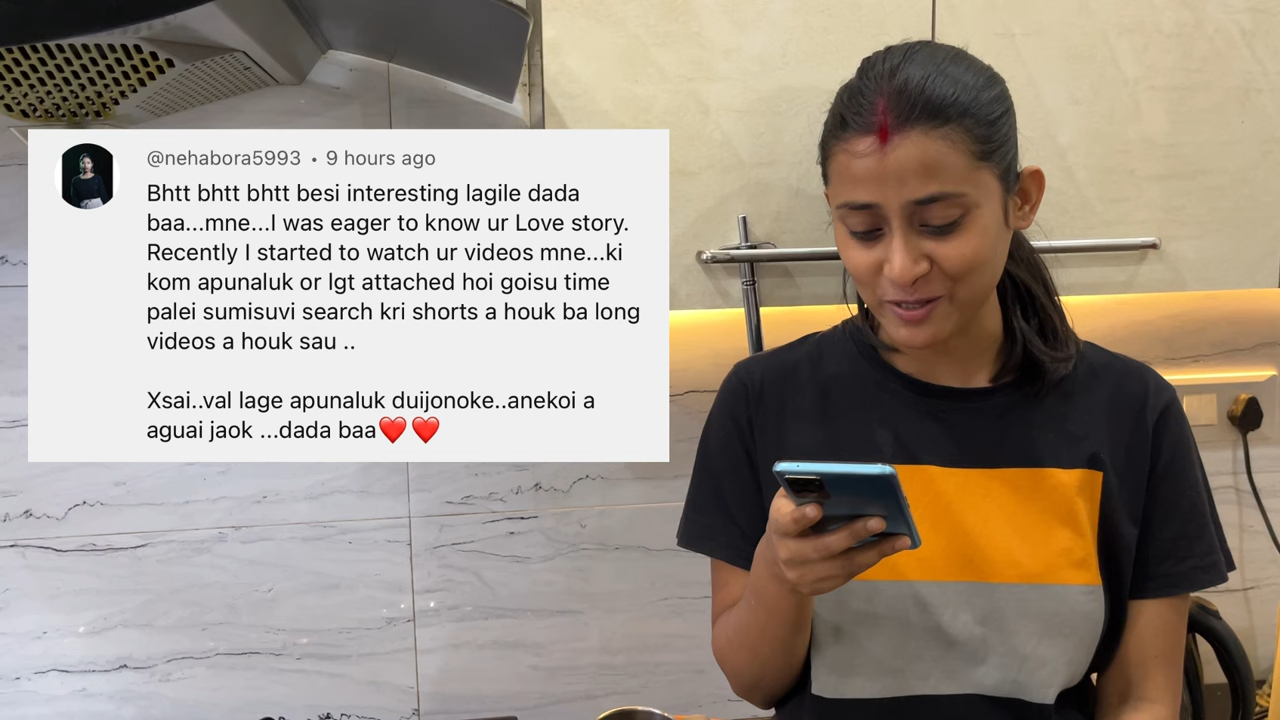 @nehabora5993 • 9 hours ago
Bhtt bhtt bhtt besi interesting lagile dada
baa...mne...I was eager to know ur Love story.
Recently I started to watch ur videos mne...ki
kom apunaluk or lgt attached hoi goisu time
palei sumisuvi search kri shorts a houk ba long
videos a houk sau ..
Xsai..val lage apunaluk duijonoke..anekoi a
aguai jaok ...dada baa❤️❤️